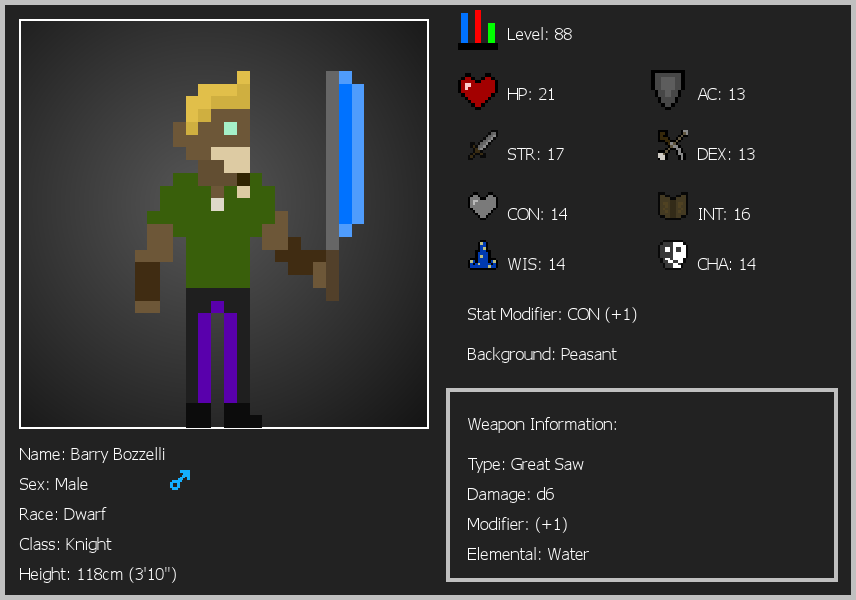 Level: 88
HP: 21
AC: 13
STR: 17
DEX: 13
CON: 14
INT: 16
WIS: 14
CHA: 14
Stat Modifier: CON (+1)
Background: Peasant
Weapon Information:
Type: Great Saw
Damage: d6
Modifier: (+1)
Elemental: Water
Name: Barry Bozzelli
Sex: Male
Race: Dwarf
Class: Knight
Height: 118cm (3'10")